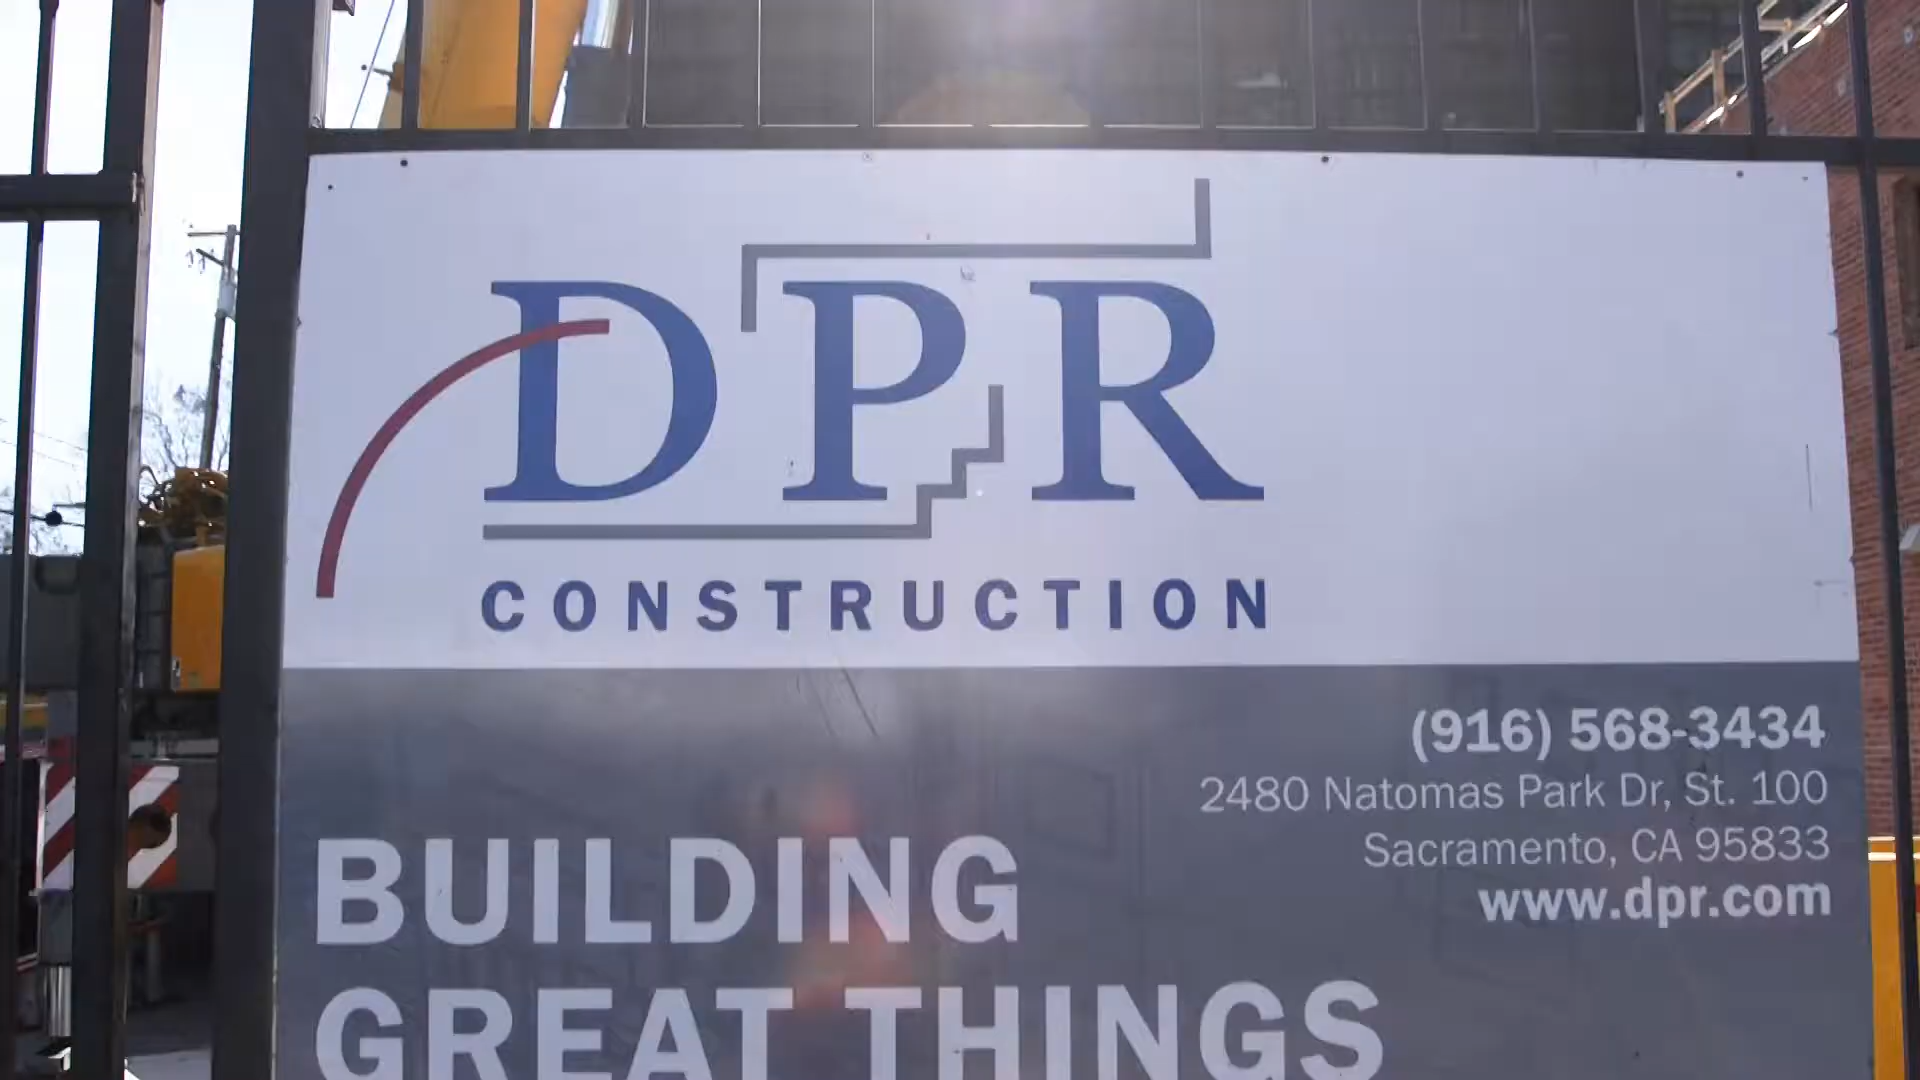 DPR
CONSTRUCTION
(916) 568-3434
2480 Natomas Park Dr, St. 100
Sacramento, CA 95833
www.dpr.com
BUILDING
GREAT THINGS